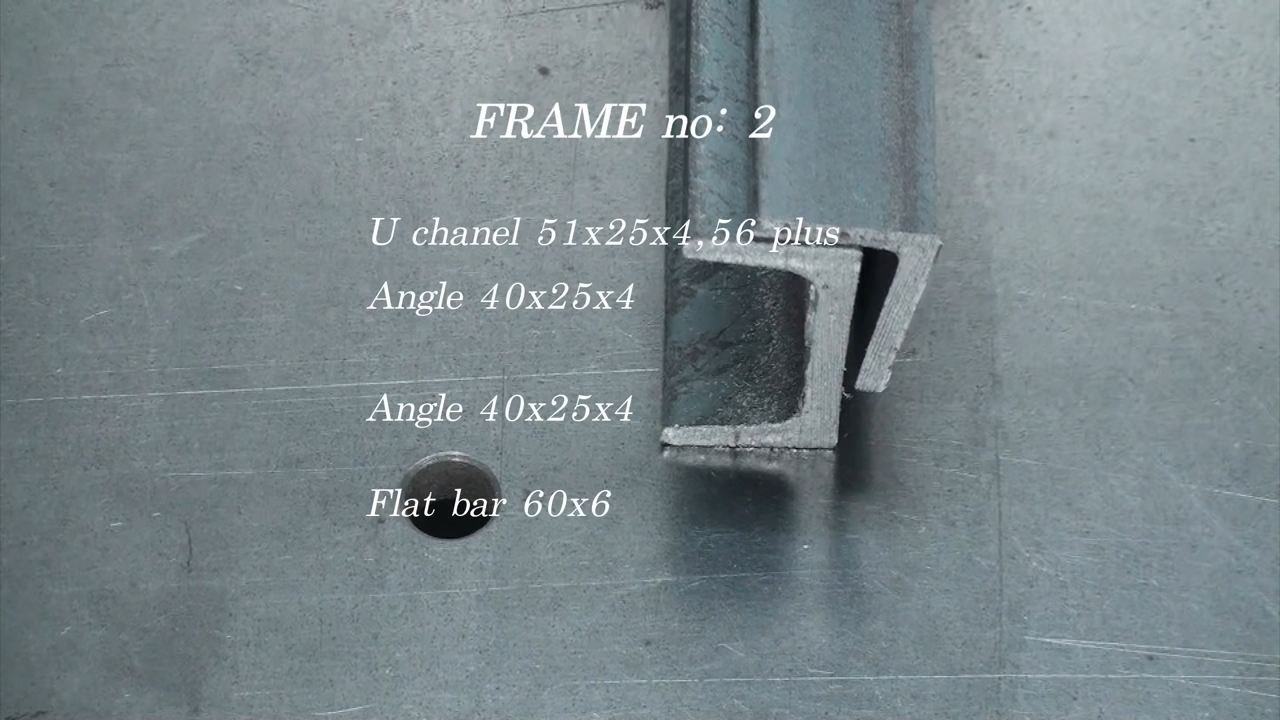 FRAME no: 2
U chanel 51x25x4,56 plus
Angle 40x25x4
Angle 40x25x4
Flat bar 60x6